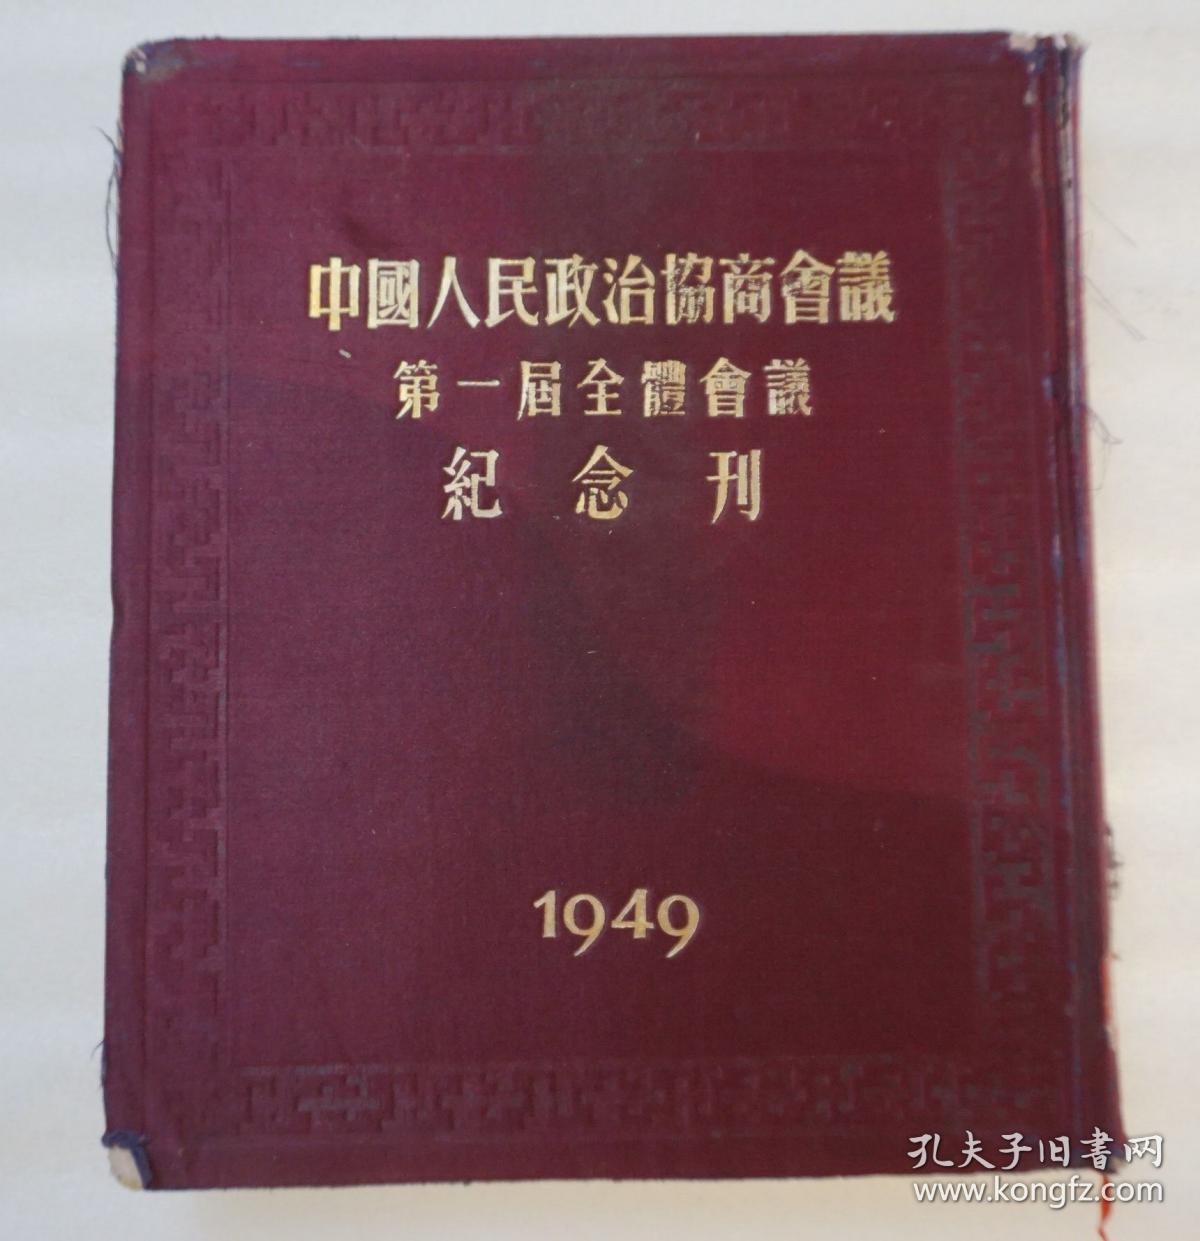 中國人民政治協商會議
第一屆全體會議
紀念刊
1949
孔夫子旧書网
www.kongfz.com